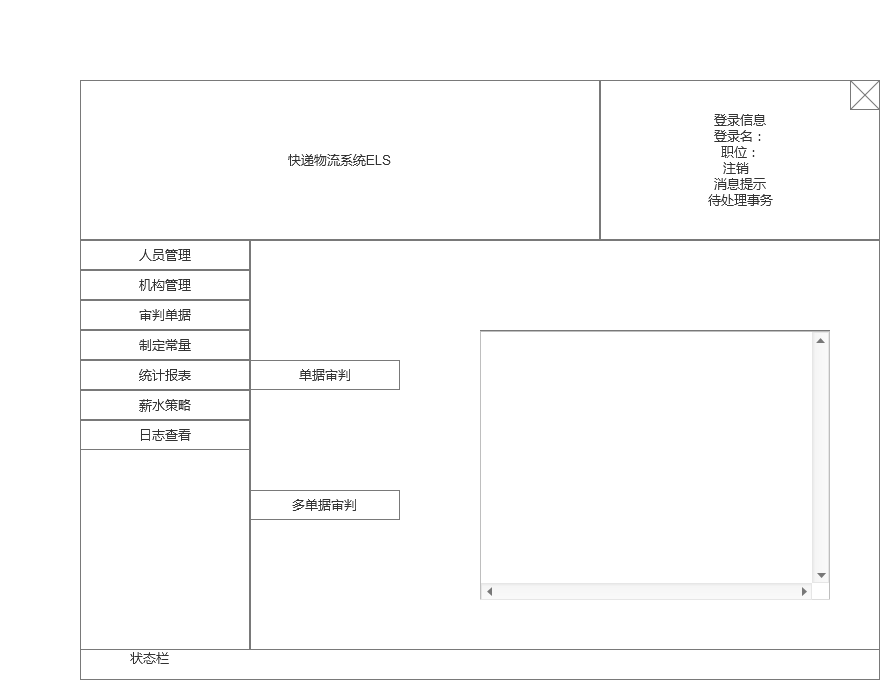 快递物流系统ELS
登录信息
登录名：
职位：
注销
消息提示
待处理事务
人员管理
机构管理
审判单据
制定常量
统计报表
薪水策略
日志查看
单据审判
多单据审判
状态栏